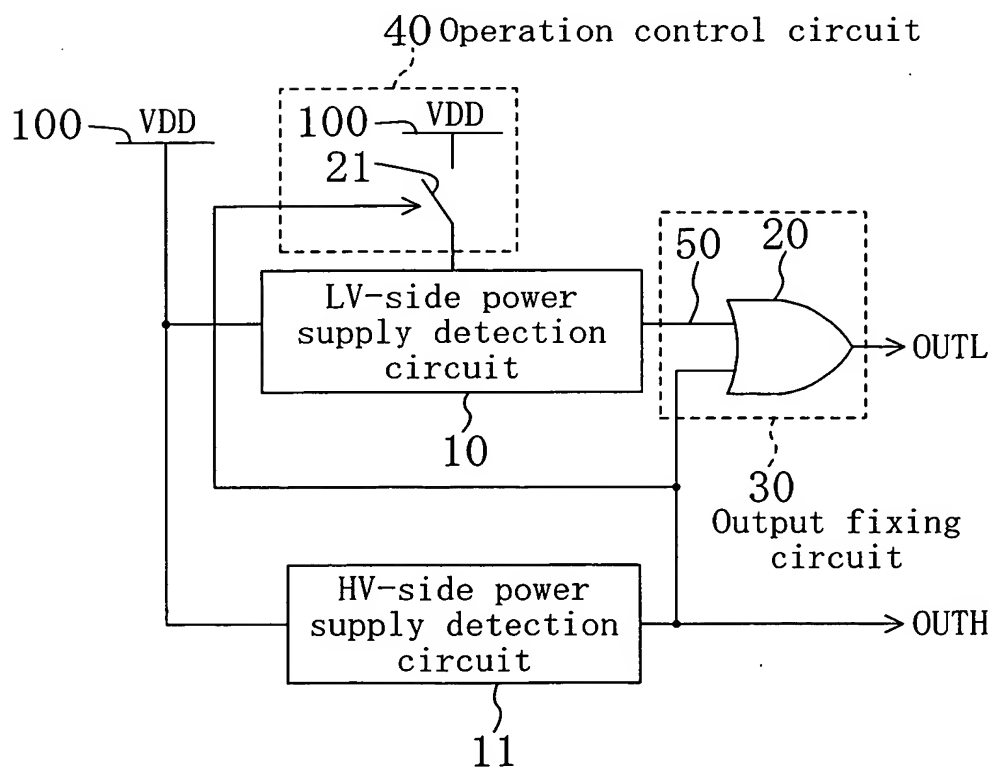 40 Operation control circuit
100 VDD
100 VDD
21
50
20
LV-side power
supply detection
circuit
OUTL
10
30
Output fixing
circuit
HV-side power
supply detection
circuit
OUTH
11